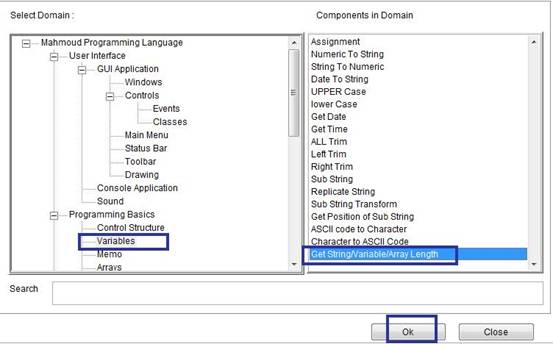 Select Domain :
Mahmoud Programming Language
User Interface
GUI Application
Windows
Controls
Events
Classes
Main Menu
Status Bar
Toolbar
Drawing
Console Application
Sound
Programming Basics
Control Structure
Variables
Memo
Arrays
Components in Domain
Assignment
Numeric To String
String To Numeric
Date To String
UPPER Case
lower Case
Get Date
Get Time
ALL Trim
Left Trim
Right Trim
Sub String
Replicate String
Sub String Transform
Get Position of Sub String
ASCII code to Character
Character to ASCII Code
Get String/Variable/Array Length
Search
Ok
Close